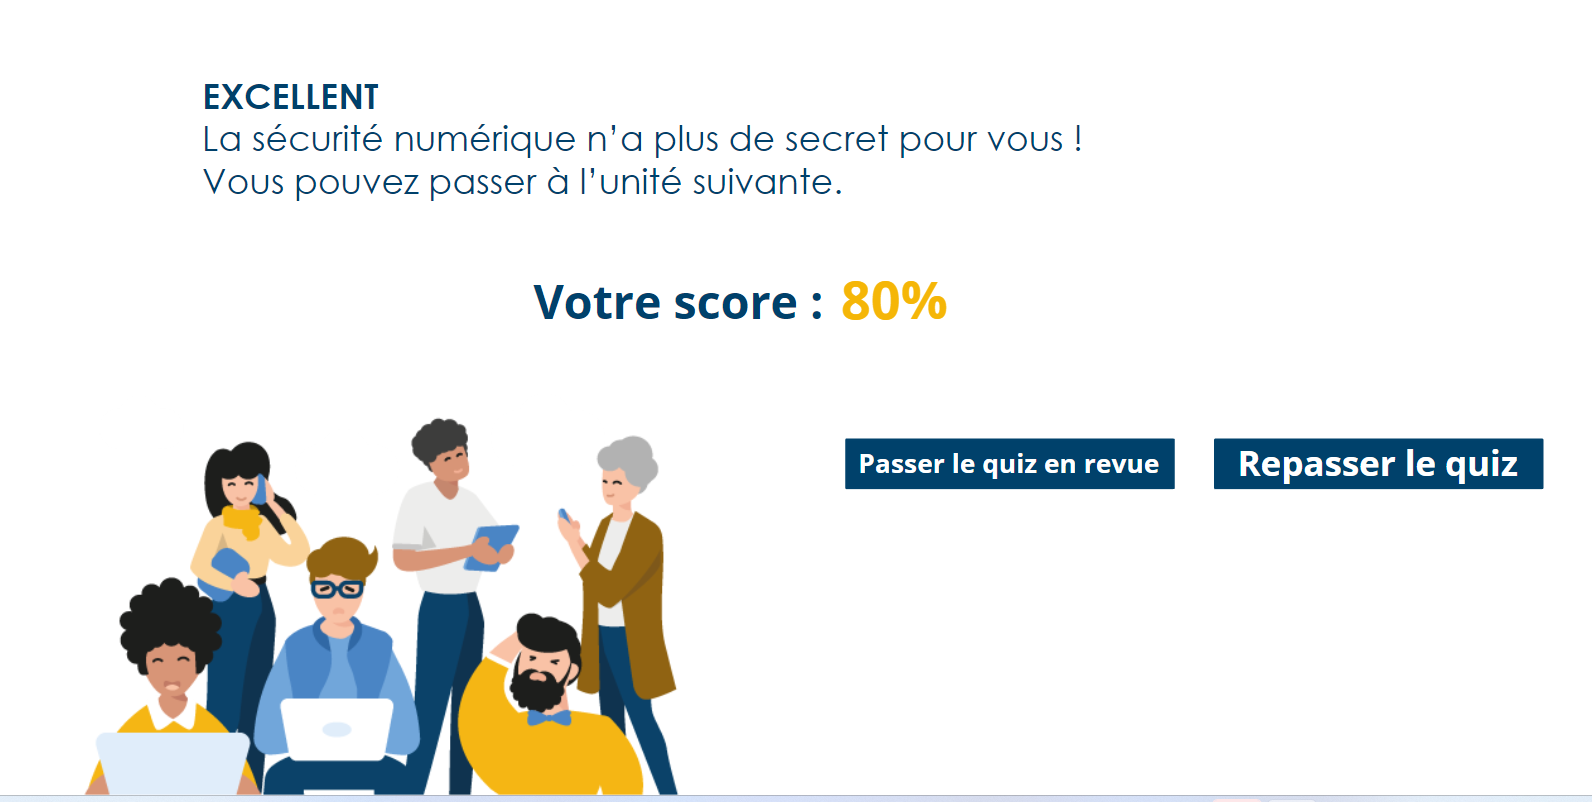 EXCELLENT
La sécurité numérique n’a plus de secret pour vous !
Vous pouvez passer à l’unité suivante.
Votre score : 80%
Passer le quiz en revue
Repasser le quiz